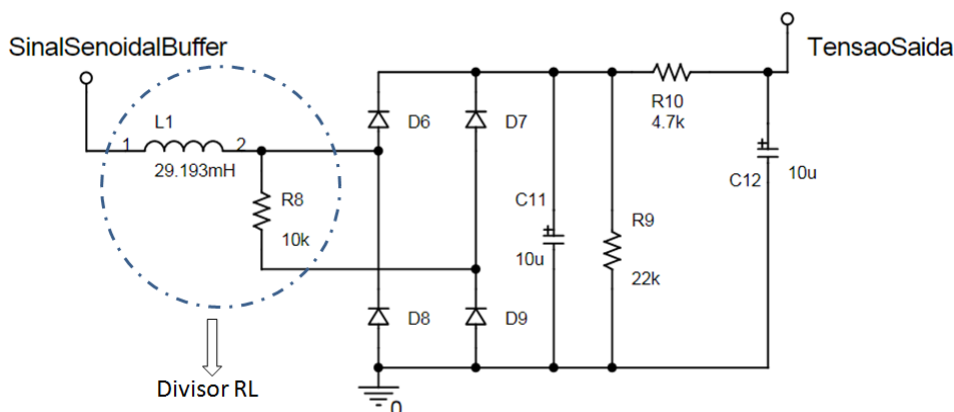 SinalSenoidalBuffer
TensaoSaida
L1
1
2
29.193mH
R8
10k
D6
D7
D8
D9
C11
10u
R9
22k
R10
4.7k
C12
10u
0
Divisor RL